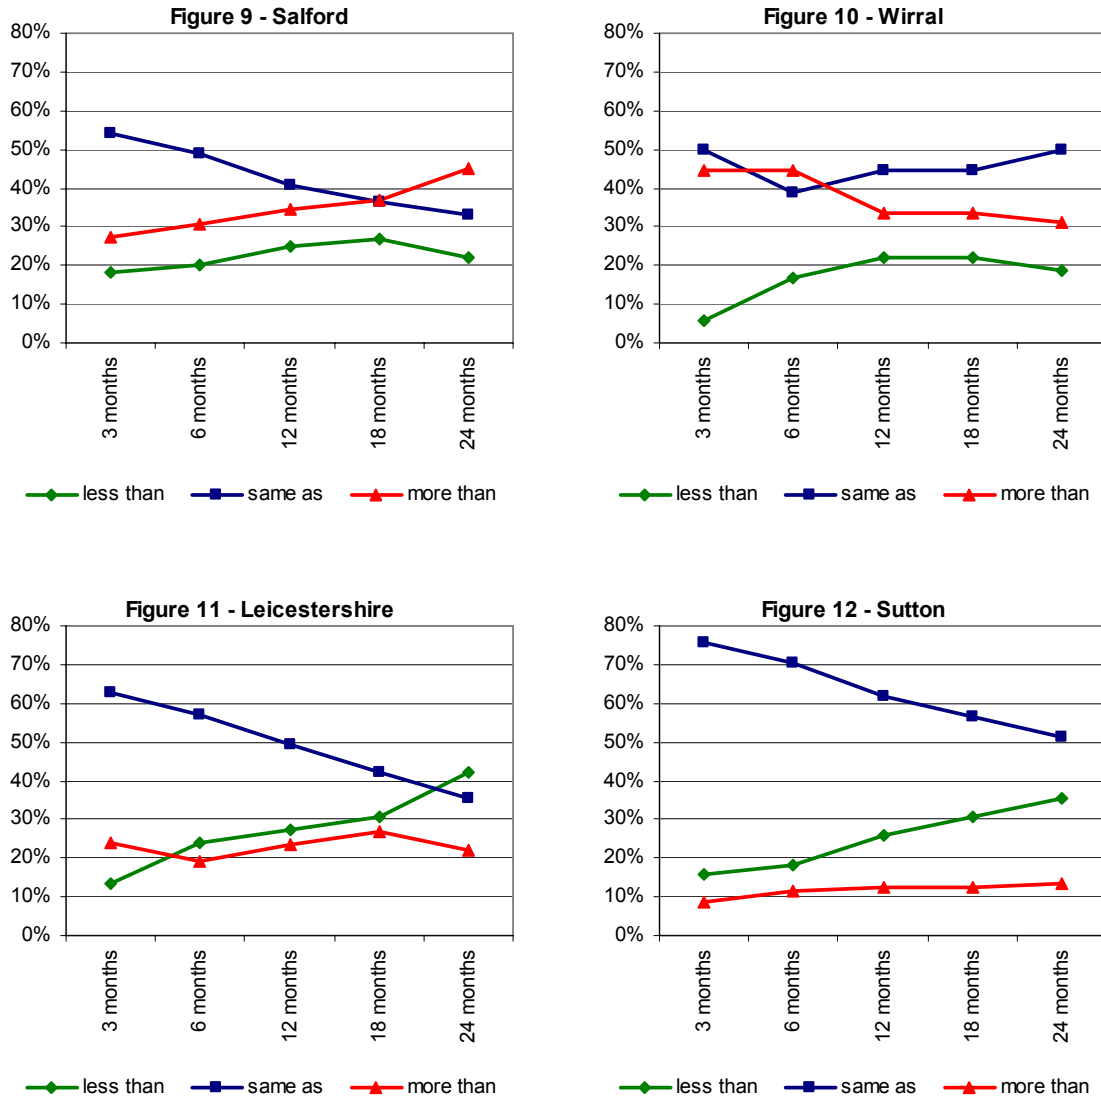 Figure 9 - Salford
80%
70%
60%
50%
40%
30%
20%
10%
0%
3 months
6 months
12 months
18 months
24 months
less than same as more than
Figure 10 - Wirral
80%
70%
60%
50%
40%
30%
20%
10%
0%
3 months
6 months
12 months
18 months
24 months
less than same as more than
Figure 11 - Leicestershire
80%
70%
60%
50%
40%
30%
20%
10%
0%
3 months
6 months
12 months
18 months
24 months
less than same as more than
Figure 12 - Sutton
80%
70%
60%
50%
40%
30%
20%
10%
0%
3 months
6 months
12 months
18 months
24 months
less than same as more than